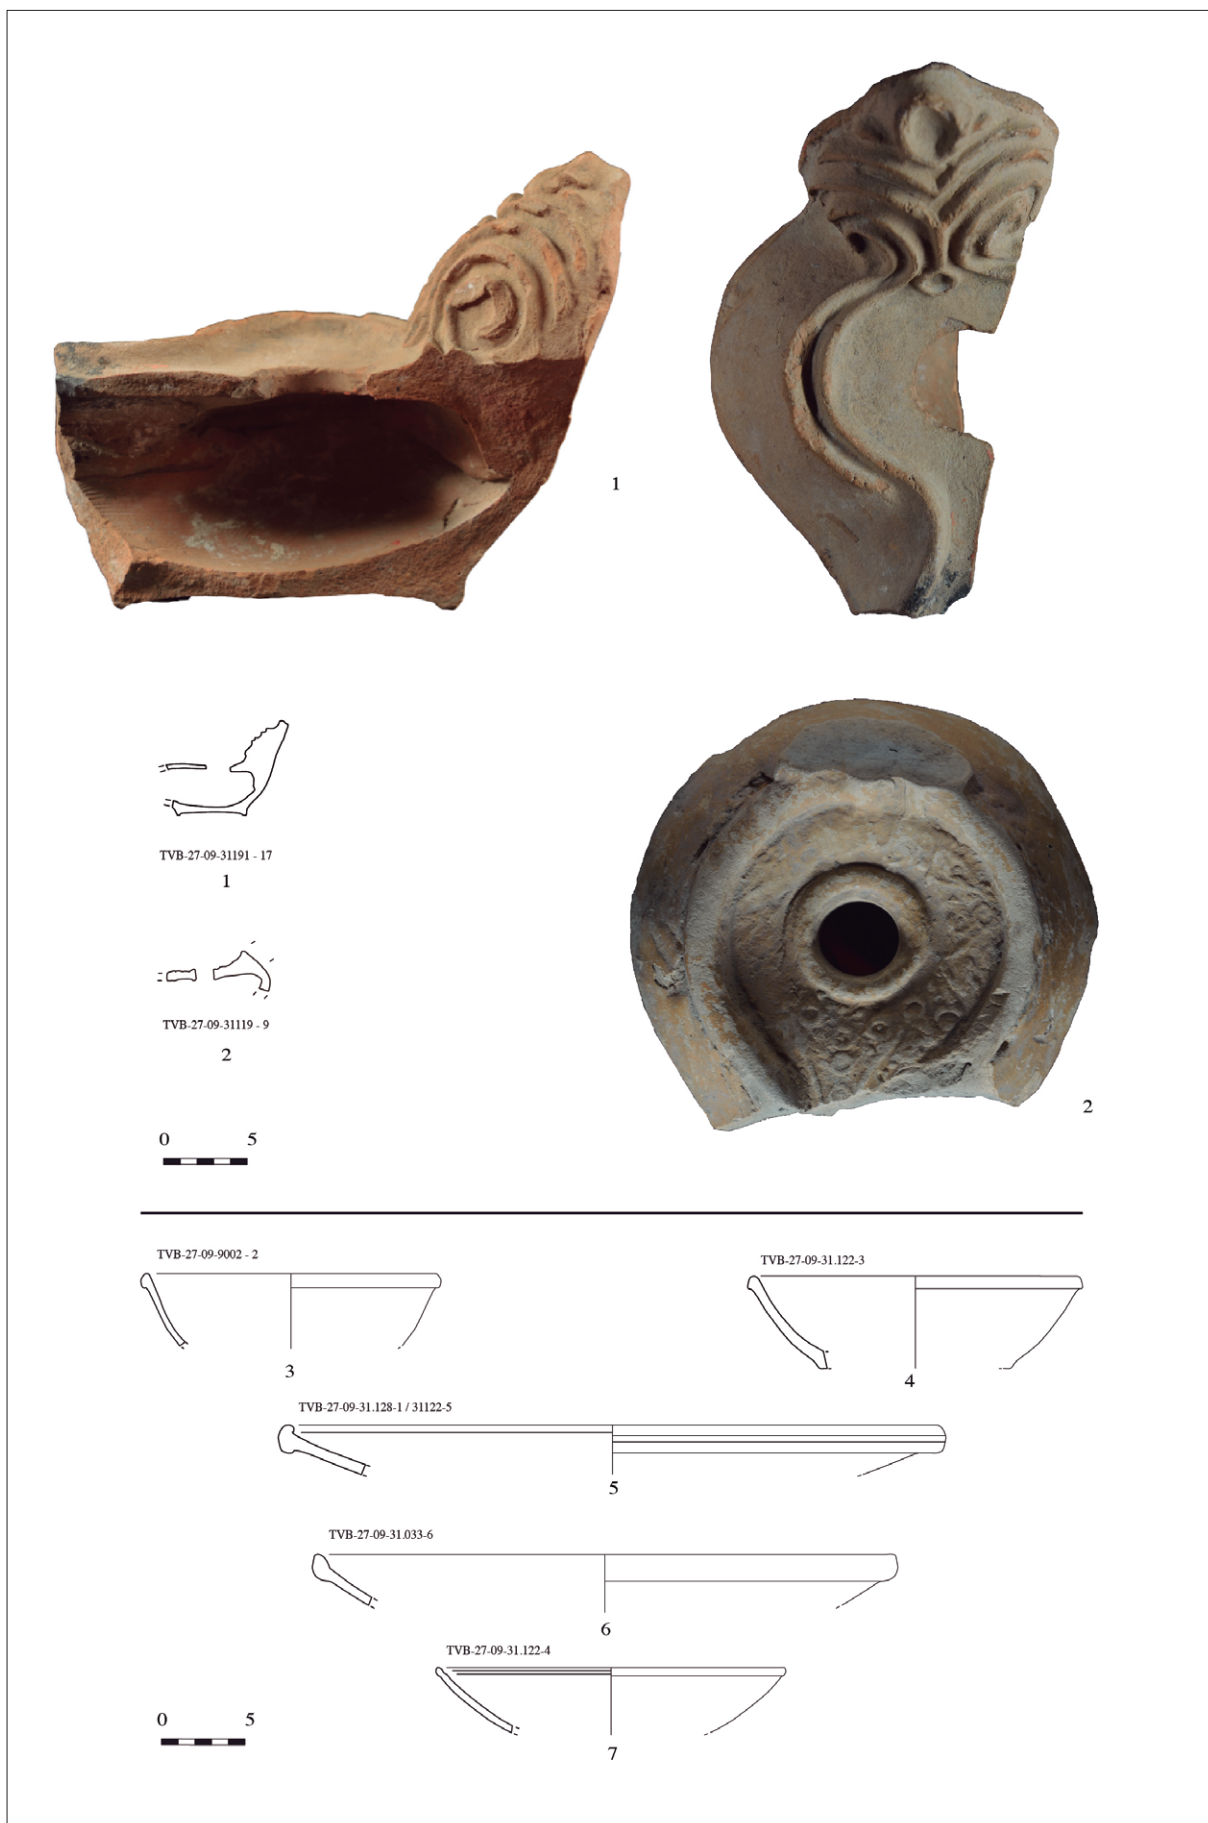 1
TVB-27-09-31191 - 17
1
TVB-27-09-31119 - 9
2
2
0 5
TVB-27-09-9002 - 2
3
TVB-27-09-31.122-3
4
TVB-27-09-31.128-1 / 31122-5
5
TVB-27-09-31.033-6
6
TVB-27-09-31.122-4
7
0 5